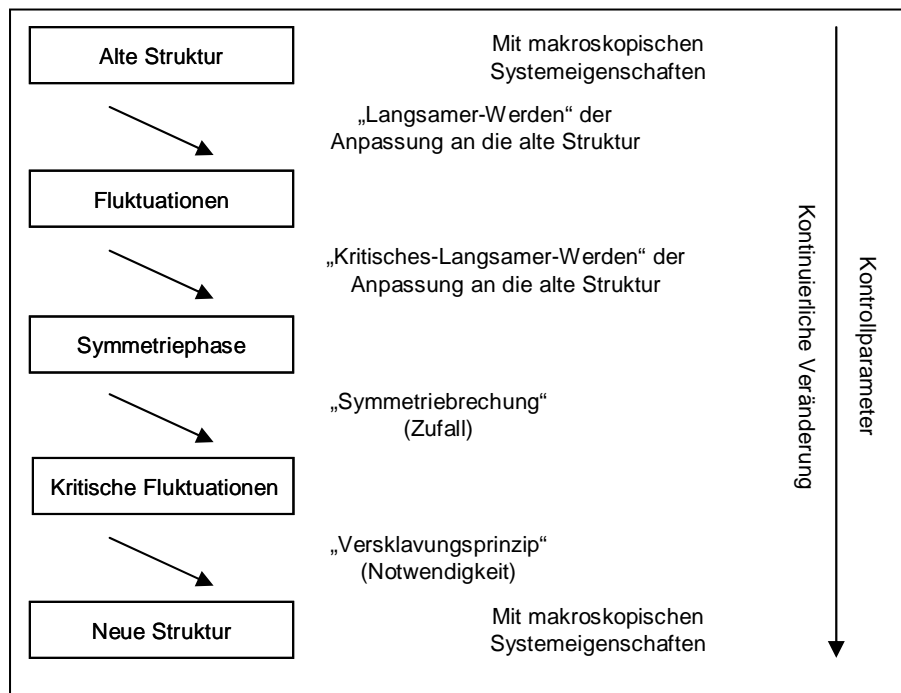 Alte Struktur
Mit makroskopischen
Systemeigenschaften
„Langsamer-Werden“ der
Anpassung an die alte Struktur
Fluktuationen
„Kritisches-Langsamer-Werden“ der
Anpassung an die alte Struktur
Symmetriephase
„Symmetriebrechung“
(Zufall)
Kritische Fluktuationen
„Versklavungsprinzip“
(Notwendigkeit)
Neue Struktur
Mit makroskopischen
Systemeigenschaften
Kontinuierliche Veränderung
Kontrollparameter